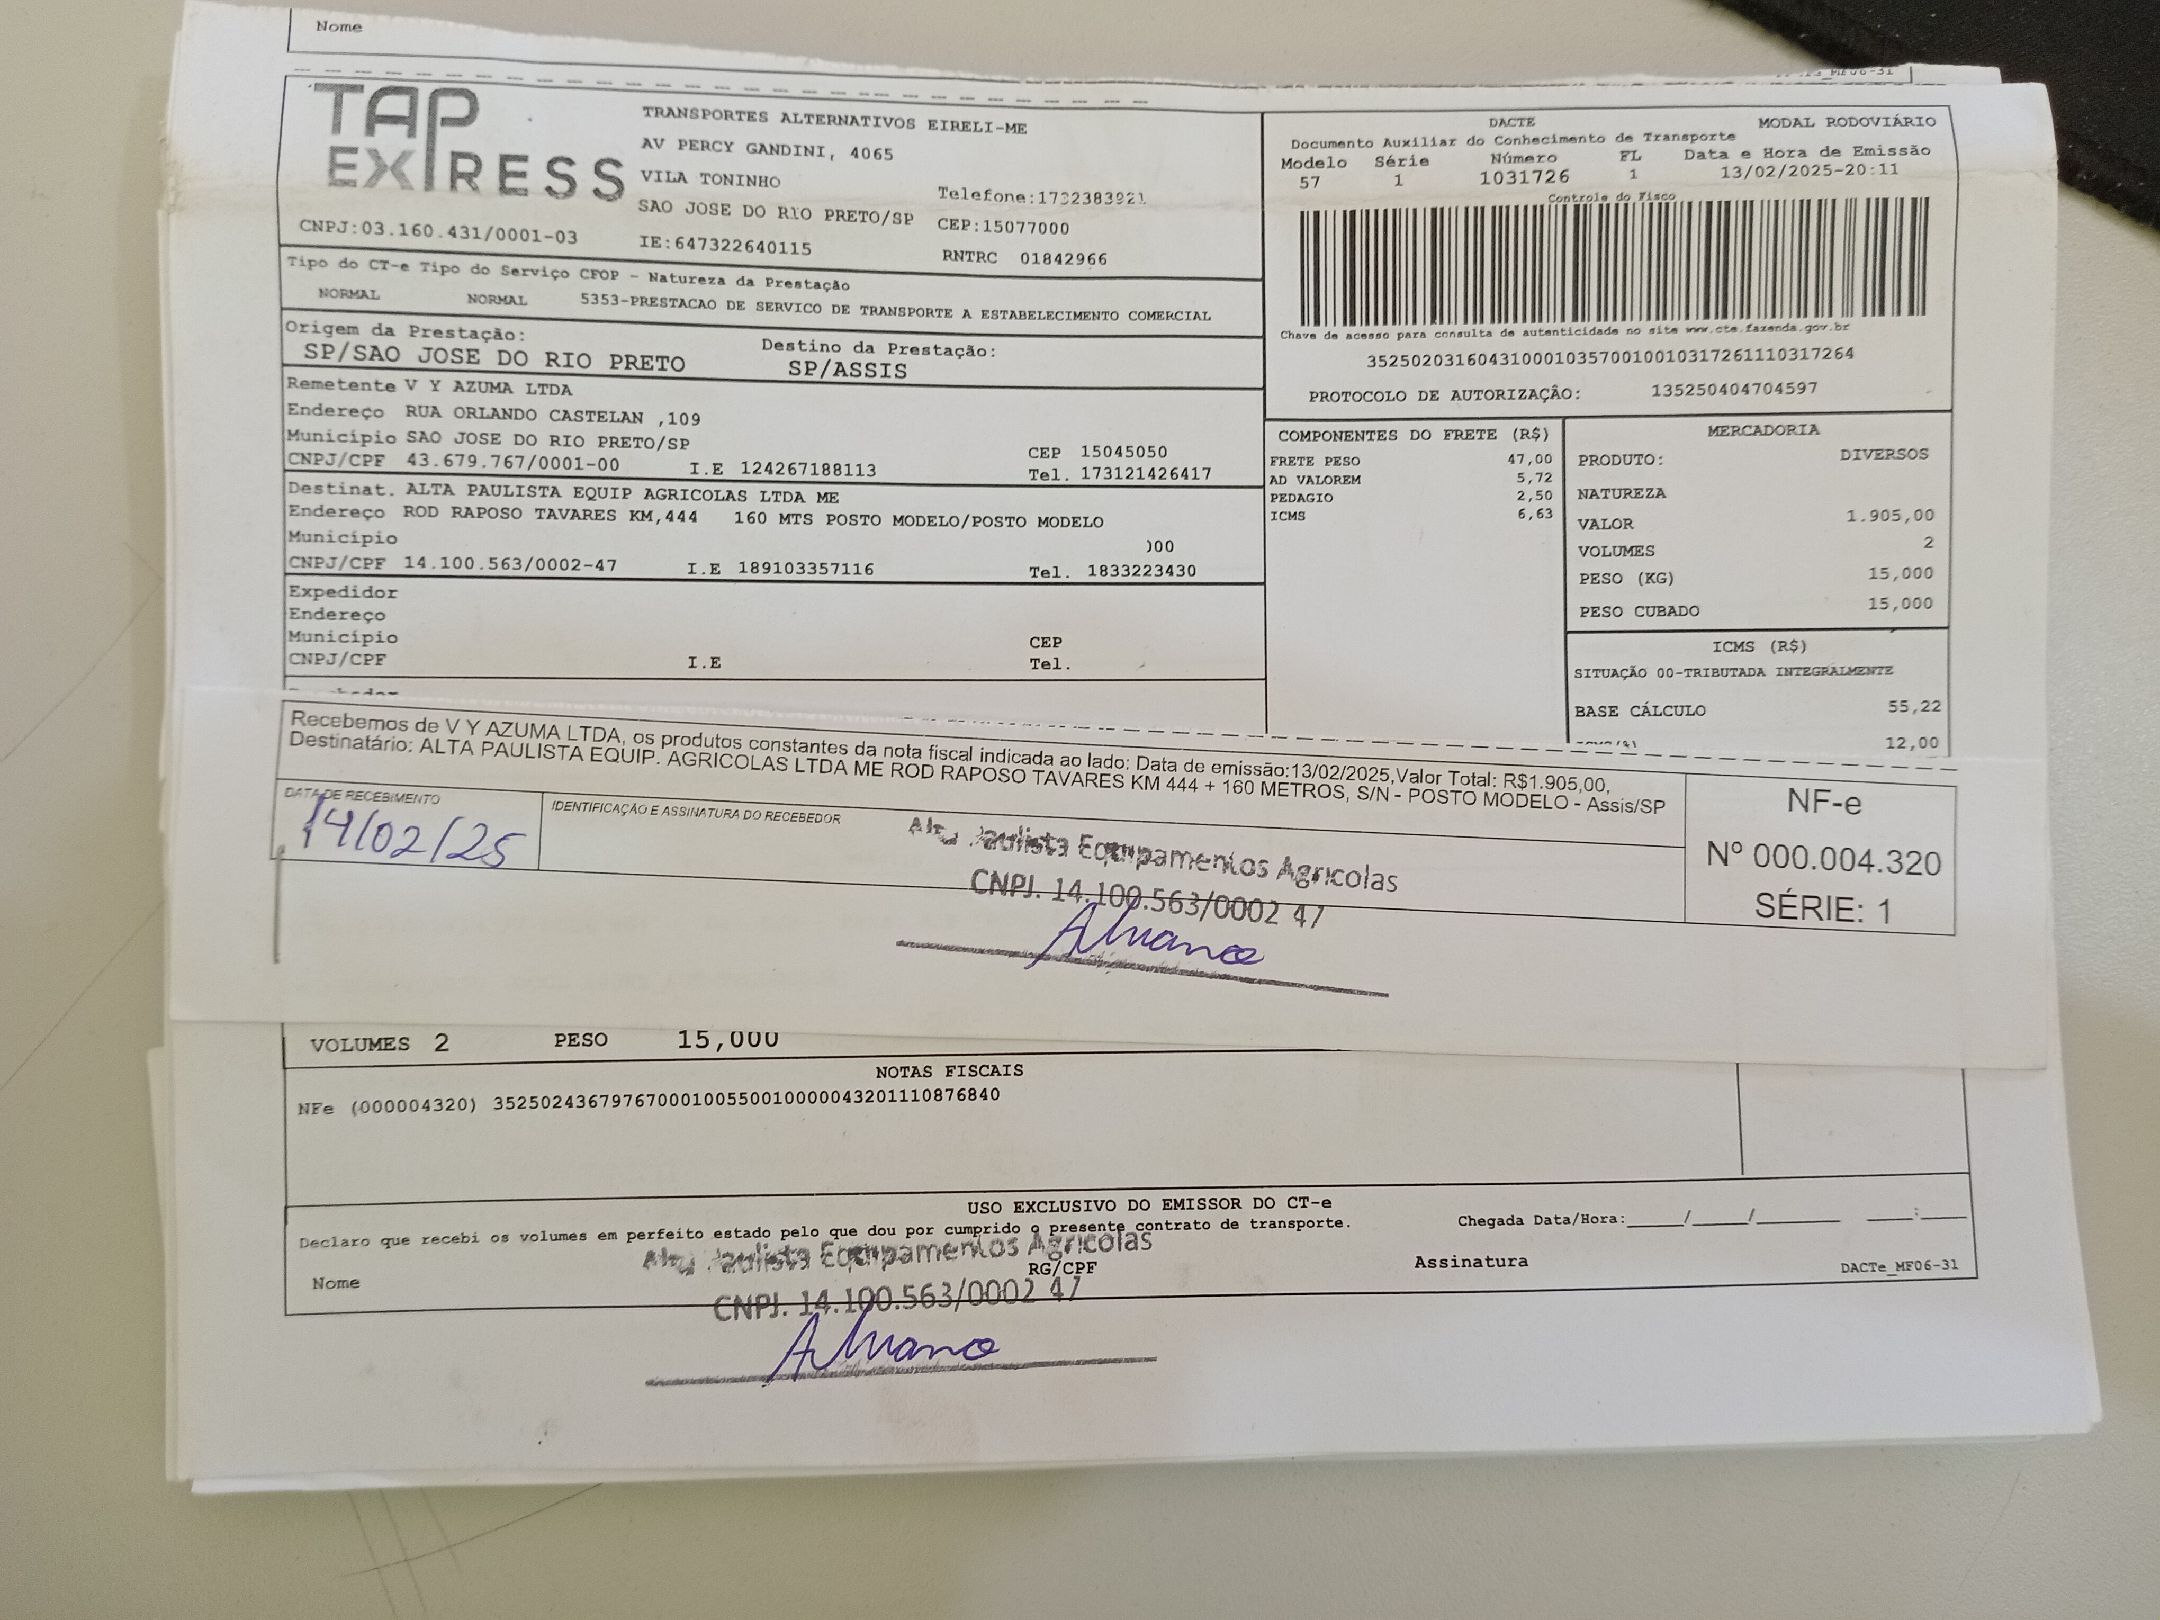 Nome
TAP EXPRESS
TRANSPORTES ALTERNATIVOS EIRELI-ME
AV PERCY GANDINI, 4065
VILA TONINHO
Telefone:1732383921
SAO JOSE DO RIO PRETO/SP CEP:15077000
CNPJ:03.160.431/0001-03 IE:647322640115 RNTRC 01842966
DACTE MODAL RODOVIÁRIO
Documento Auxiliar do Conhecimento de Transporte
Modelo Série Número FL Data e Hora de Emissão
57 1 1031726 1 13/02/2025-20:11
Controle do Fisco
Chave de acesso para consulta de autenticidade no site www.cte.fazenda.gov.br
35250203160431000103570010010317261110317264
PROTOCOLO DE AUTORIZAÇÃO: 135250404704597
Tipo do CT-e Tipo do Serviço CFOP - Natureza da Prestação
NORMAL NORMAL 5353-PRESTACAO DE SERVICO DE TRANSPORTE A ESTABELECIMENTO COMERCIAL
Origem da Prestação: Destino da Prestação:
SP/SAO JOSE DO RIO PRETO SP/ASSIS
Remetente V Y AZUMA LTDA
Endereço RUA ORLANDO CASTELAN ,109
Município SAO JOSE DO RIO PRETO/SP CEP 15045050
CNPJ/CPF 43.679.767/0001-00 I.E 124267188113 Tel. 173121426417
Destinat. ALTA PAULISTA EQUIP AGRICOLAS LTDA ME
Endereço ROD RAPOSO TAVARES KM,444 160 MTS POSTO MODELO/POSTO MODELO
Município 00
CNPJ/CPF 14.100.563/0002-47 I.E 189103357116 Tel. 1833223430
Expedidor
Endereço
Município CEP
CNPJ/CPF I.E Tel.
COMPONENTES DO FRETE (R$)
FRETE PESO 47,00
AD VALOREM 5,72
PEDAGIO 2,50
ICMS 6,63
MERCADORIA
PRODUTO: DIVERSOS
NATUREZA
VALOR 1.905,00
VOLUMES 2
PESO (KG) 15,000
PESO CUBADO 15,000
ICMS (R$)
SITUAÇÃO 00-TRIBUTADA INTEGRALMENTE
BASE CÁLCULO 55,22
12,00
Recebemos de V Y AZUMA LTDA, os produtos constantes da nota fiscal indicada ao lado: Data de emissão:13/02/2025,Valor Total: R$1.905,00,
Destinatário: ALTA PAULISTA EQUIP. AGRICOLAS LTDA ME ROD RAPOSO TAVARES KM 444 + 160 METROS, S/N - POSTO MODELO - Assis/SP
DATA DE RECEBIMENTO IDENTIFICAÇÃO E ASSINATURA DO RECEBEDOR
14/02/25
Alta Paulista Equipamentos Agricolas
CNPJ. 14.100.563/0002 47
NF-e
Nº 000.004.320
SÉRIE: 1
VOLUMES 2 PESO 15,000
NOTAS FISCAIS
NFe (000004320) 35250243679767000100550010000043201110876840
USO EXCLUSIVO DO EMISSOR DO CT-e
Declaro que recebi os volumes em perfeito estado pelo que dou por cumprido o presente contrato de transporte. Chegada Data/Hora:_____/_____/________ ____:____
Alta Paulista Equipamentos Agricolas
Nome RG/CPF Assinatura DACTe_MF06-31
CNPJ. 14.100.563/0002 47